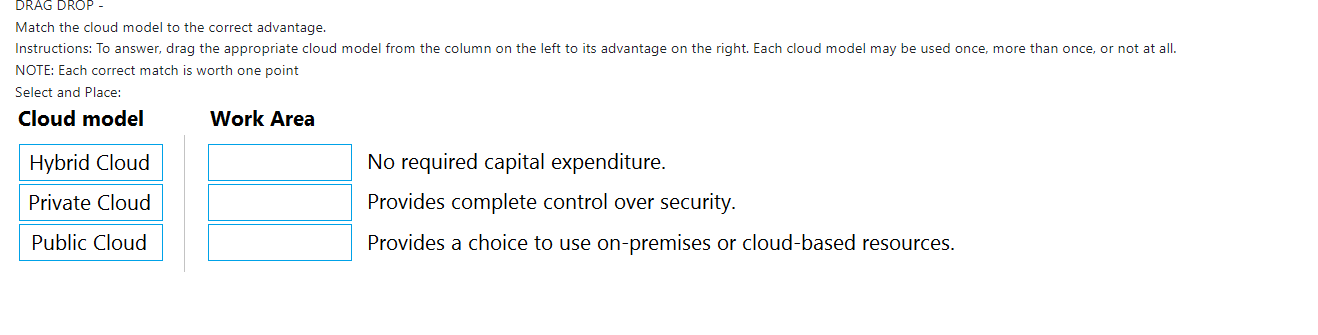 DRAG DROP -
Match the cloud model to the correct advantage.
Instructions: To answer, drag the appropriate cloud model from the column on the left to its advantage on the right. Each cloud model may be used once, more than once, or not at all.
NOTE: Each correct match is worth one point
Select and Place:
Cloud model Work Area
Hybrid Cloud No required capital expenditure.
Private Cloud Provides complete control over security.
Public Cloud Provides a choice to use on-premises or cloud-based resources.